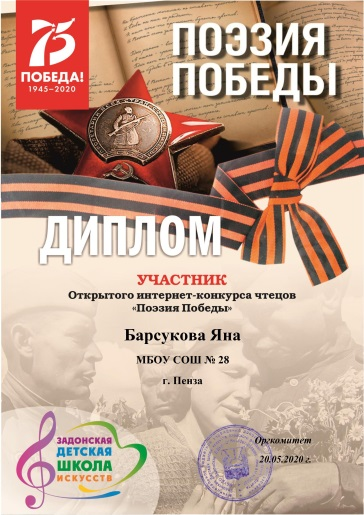 75
ПОБЕДА!
1945–2020
ПОЭЗИЯ
ПОБЕДЫ
ДИПЛОМ
УЧАСТНИК
Открытого интернет-конкурса чтецов
«Поэзия Победы»
Барсукова Яна
МБОУ СОШ № 28
г. Пенза
ЗАДОНСКАЯ
ДЕТСКАЯ
ШКОЛА
ИСКУССТВ
Оргкомитет
20.05.2020 г.